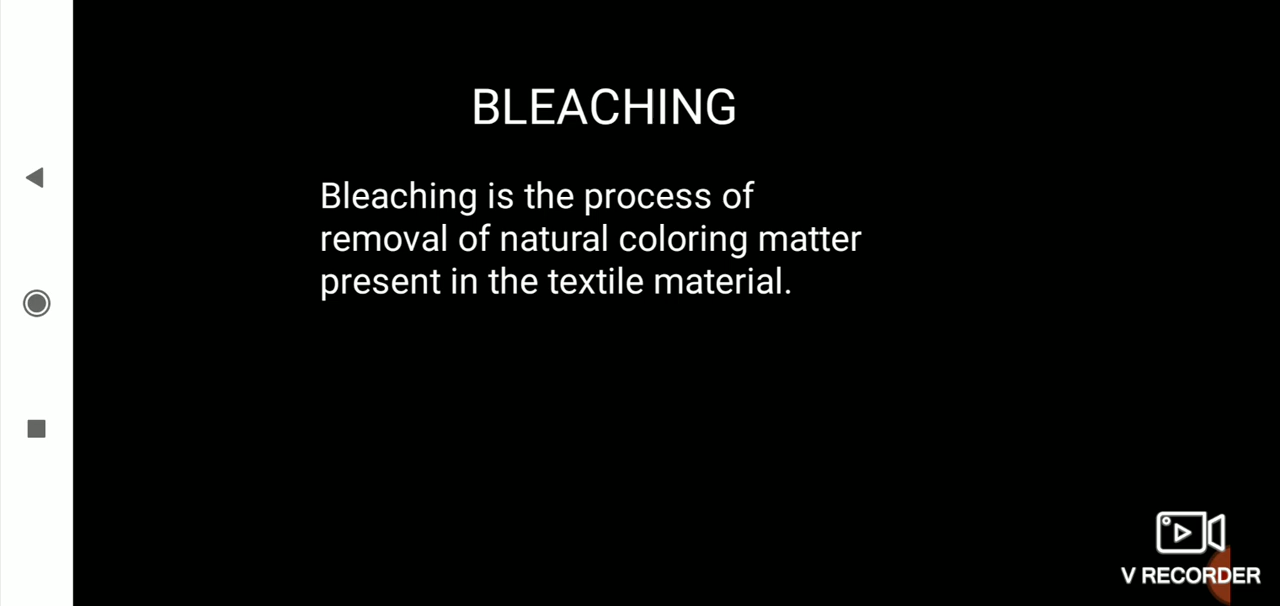 BLEACHING
Bleaching is the process of
removal of natural coloring matter
present in the textile material.
V RECORDER